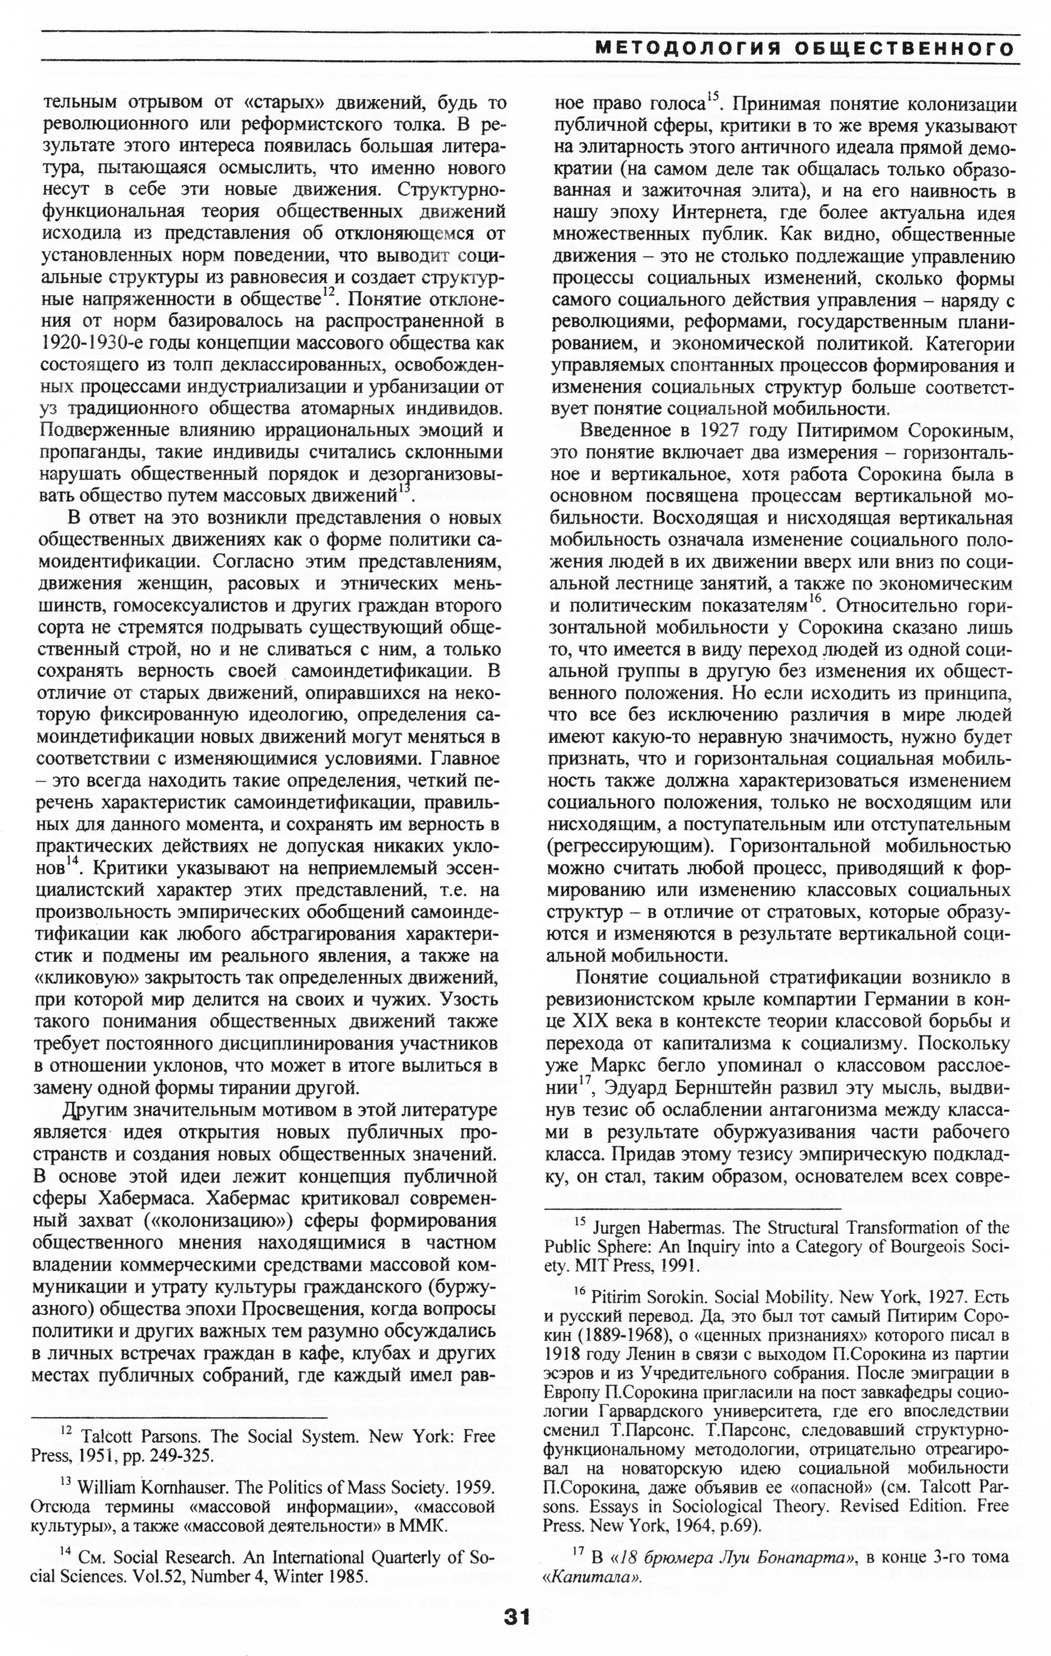 МЕТОДОЛОГИЯ ОБЩЕСТВЕННОГО
тельным отрывом от «старых» движений, будь то
революционного или реформистского толка. В ре-
зультате этого интереса появилась большая литера-
тура, пытающаяся осмыслить, что именно нового
несут в себе эти новые движения. Структурно-
функциональная теория общественных движений
исходила из представления об отклоняющемся от
установленных норм поведении, что выводит соци-
альные структуры из равновесия и создает структур-
ные напряженности в обществе12. Понятие отклоне-
ния от норм базировалось на распространенной в
1920-1930-е годы концепции массового общества как
состоящего из толп деклассированных, освобожден-
ных процессами индустриализации и урбанизации от
уз традиционного общества атомарных индивидов.
Подверженные влиянию иррациональных эмоций и
пропаганды, такие индивиды считались склонными
нарушать общественный порядок и дезорганизовы-
вать общество путем массовых движений13.
В ответ на это возникли представления о новых
общественных движениях как о форме политики са-
моидентификации. Согласно этим представлениям,
движения женщин, расовых и этнических мень-
шинств, гомосексуалистов и других граждан второго
сорта не стремятся подрывать существующий обще-
ственный строй, но и не сливаться с ним, а только
сохранять верность своей самоиндетификации. В
отличие от старых движений, опиравшихся на неко-
торую фиксированную идеологию, определения са-
моиндетификации новых движений могут меняться в
соответствии с изменяющимися условиями. Главное
– это всегда находить такие определения, четкий пе-
речень характеристик самоиндетификации, правиль-
ных для данного момента, и сохранять им верность в
практических действиях не допуская никаких укло-
нов14. Критики указывают на неприемлемый эссен-
циалистский характер этих представлений, т.е. на
произвольность эмпирических обобщений самоинде-
тификации как любого абстрагирования характери-
стик и подмены им реального явления, а также на
«кликовую» закрытость так определенных движений,
при которой мир делится на своих и чужих. Узость
такого понимания общественных движений также
требует постоянного дисциплинирования участников
в отношении уклонов, что может в итоге вылиться в
замену одной формы тирании другой.
Другим значительным мотивом в этой литературе
является идея открытия новых публичных про-
странств и создания новых общественных значений.
В основе этой идеи лежит концепция публичной
сферы Хабермаса. Хабермас критиковал современ-
ный захват («колонизацию») сферы формирования
общественного мнения находящимися в частном
владении коммерческими средствами массовой ком-
муникации и утрату культуры гражданского (буржу-
азного) общества эпохи Просвещения, когда вопросы
политики и других важных тем разумно обсуждались
в личных встречах граждан в кафе, клубах и других
местах публичных собраний, где каждый имел рав-
12 Talcott Parsons. The Social System. New York: Free
Press, 1951, pp. 249-325.
13 William Kornhauser. The Politics of Mass Society. 1959.
Отсюда термины «массовой информации», «массовой
культуры», а также «массовой деятельности» в ММК.
14 См. Social Research. An International Quarterly of So-
cial Sciences. Vol.52, Number 4, Winter 1985.
ное право голоса15. Принимая понятие колонизации
публичной сферы, критики в то же время указывают
на элитарность этого античного идеала прямой демо-
кратии (на самом деле так общалась только образо-
ванная и зажиточная элита), и на его наивность в
нашу эпоху Интернета, где более актуальна идея
множественных публик. Как видно, общественные
движения – это не столько подлежащие управлению
процессы социальных изменений, сколько формы
самого социального действия управления – наряду с
революциями, реформами, государственным плани-
рованием, и экономической политикой. Категории
управляемых спонтанных процессов формирования и
изменения социальных структур больше соответст-
вует понятие социальной мобильности.
Введенное в 1927 году Питиримом Сорокиным,
это понятие включает два измерения – горизонталь-
ное и вертикальное, хотя работа Сорокина была в
основном посвящена процессам вертикальной мо-
бильности. Восходящая и нисходящая вертикальная
мобильность означала изменение социального поло-
жения людей в их движении вверх или вниз по соци-
альной лестнице занятий, а также по экономическим
и политическим показателям16. Относительно гори-
зонтальной мобильности у Сорокина сказано лишь
то, что имеется в виду переход людей из одной соци-
альной группы в другую без изменения их общест-
венного положения. Но если исходить из принципа,
что все без исключению различия в мире людей
имеют какую-то неравную значимость, нужно будет
признать, что и горизонтальная социальная мобиль-
ность также должна характеризоваться изменением
социального положения, только не восходящим или
нисходящим, а поступательным или отступательным
(регрессирующим). Горизонтальной мобильностью
можно считать любой процесс, приводящий к фор-
мированию или изменению классовых социальных
структур – в отличие от стратовых, которые образу-
ются и изменяются в результате вертикальной соци-
альной мобильности.
Понятие социальной стратификации возникло в
ревизионистском крыле компартии Германии в кон-
це XIX века в контексте теории классовой борьбы и
перехода от капитализма к социализму. Поскольку
уже Маркс бегло упоминал о классовом расслое-
нии17, Эдуард Бернштейн развил эту мысль, выдви-
нув тезис об ослаблении антагонизма между класса-
ми в результате обуржуазивания части рабочего
класса. Придав этому тезису эмпирическую подклад-
ку, он стал, таким образом, основателем всех совре-
15 Jurgen Habermas. The Structural Transformation of the
Public Sphere: An Inquiry into a Category of Bourgeois Soci-
ety. MIT Press, 1991.
16 Pitirim Sorokin. Social Mobility. New York, 1927. Есть
и русский перевод. Да, это был тот самый Питирим Соро-
кин (1889-1968), о «ценных признаниях» которого писал в
1918 году Ленин в связи с выходом П.Сорокина из партии
эсэров и из Учредительного собрания. После эмиграции в
Европу П.Сорокина пригласили на пост завкафедры социо-
логии Гарвардского университета, где его впоследствии
сменил Т.Парсонс. Т.Парсонс, следовавший структурно-
функциональному методологии, отрицательно отреагиро-
вал на новаторскую идею социальной мобильности
П.Сорокина, даже объявив ее «опасной» (см. Talcott Par-
sons. Essays in Sociological Theory. Revised Edition. Free
Press. New York, 1964, p.69).
17 В «18 брюмера Луи Бонапарта», в конце 3-го тома
«Капитала».
31